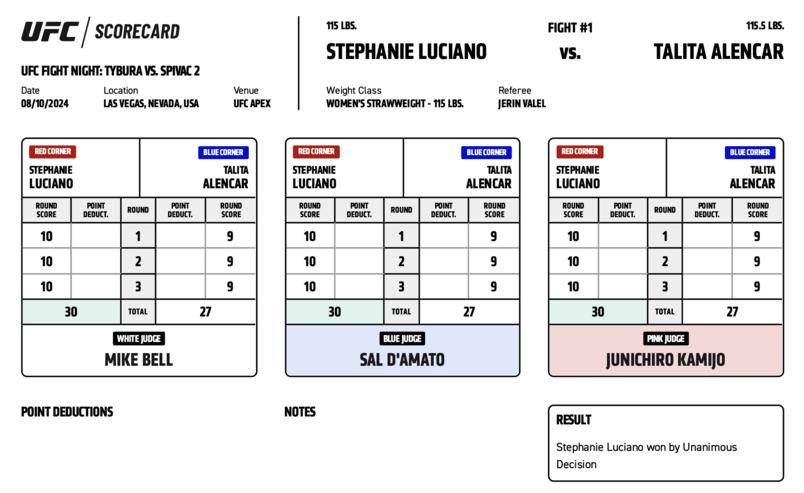 UFC / SCORECARD
UFC FIGHT NIGHT: TYBURA VS. SPIVAC 2
Date Location Venue
08/10/2024 LAS VEGAS, NEVADA, USA UFC APEX
115 LBS. FIGHT #1 115.5 LBS.
STEPHANIE LUCIANO VS. TALITA ALENCAR
Weight Class Referee
WOMEN'S STRAWWEIGHT - 115 LBS. JERIN VALEL
RED CORNER BLUE CORNER
STEPHANIE TALITA
LUCIANO ALENCAR
ROUND POINT ROUND POINT ROUND
SCORE DEDUCT. DEDUCT. SCORE
10 1 9
10 2 9
10 3 9
30 TOTAL 27
WHITE JUDGE
MIKE BELL
RED CORNER BLUE CORNER
STEPHANIE TALITA
LUCIANO ALENCAR
ROUND POINT ROUND POINT ROUND
SCORE DEDUCT. DEDUCT. SCORE
10 1 9
10 2 9
10 3 9
30 TOTAL 27
BLUE JUDGE
SAL D'AMATO
RED CORNER BLUE CORNER
STEPHANIE TALITA
LUCIANO ALENCAR
ROUND POINT ROUND POINT ROUND
SCORE DEDUCT. DEDUCT. SCORE
10 1 9
10 2 9
10 3 9
30 TOTAL 27
PINK JUDGE
JUNICHIRO KAMIJO
POINT DEDUCTIONS
NOTES
RESULT
Stephanie Luciano won by Unanimous
Decision